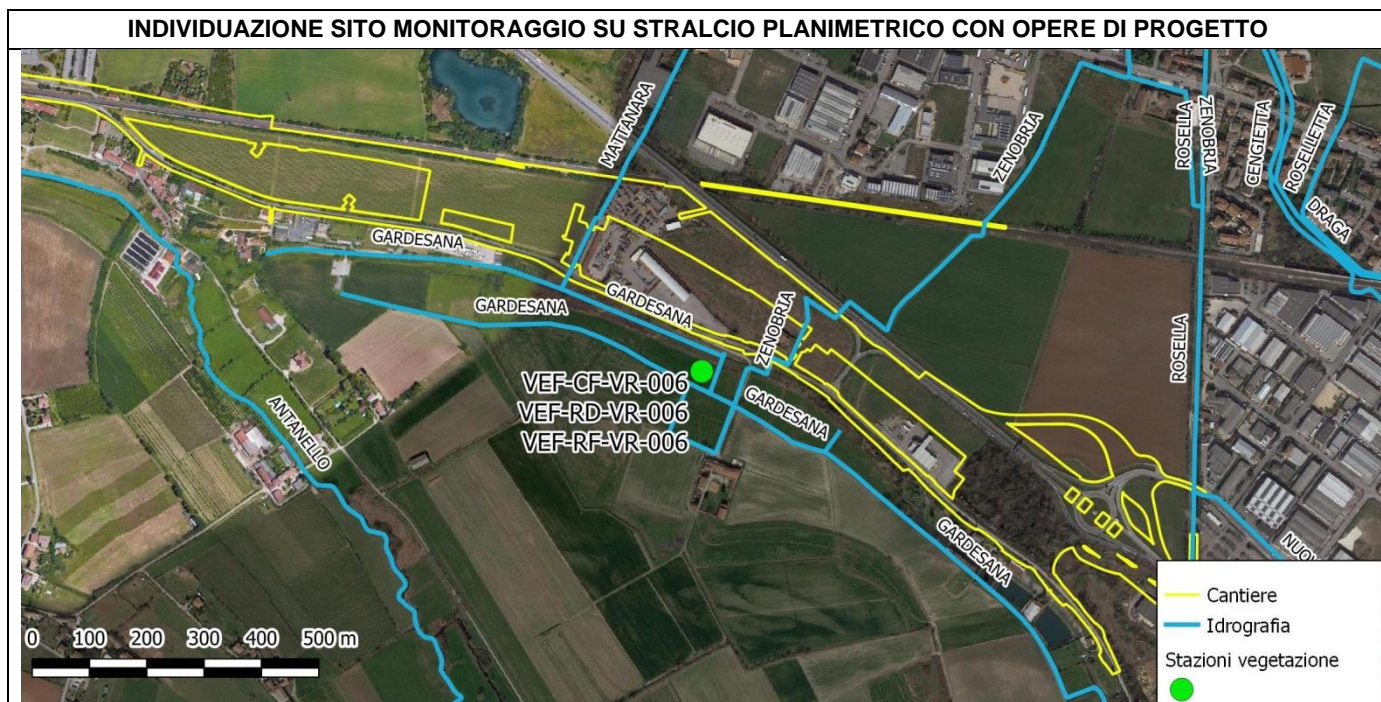 INDIVIDUAZIONE SITO MONITORAGGIO SU STRALCIO PLANIMETRICO CON OPERE DI PROGETTO
MATTANARA
ZENOBRIA
ROSELLA
ZENOBRIA
CENGIETTA
ROSELLETTA
DRAGA
GARDESANA
GARDESANA
GARDESANA
ZENOBRIA
ROSELLA
VEF-CF-VR-006
VEF-RD-VR-006
VEF-RF-VR-006
GARDESANA
ANTANELLO
GARDESANA
NUOV
0 100 200 300 400 500 m
Cantiere
Idrografia
Stazioni vegetazione